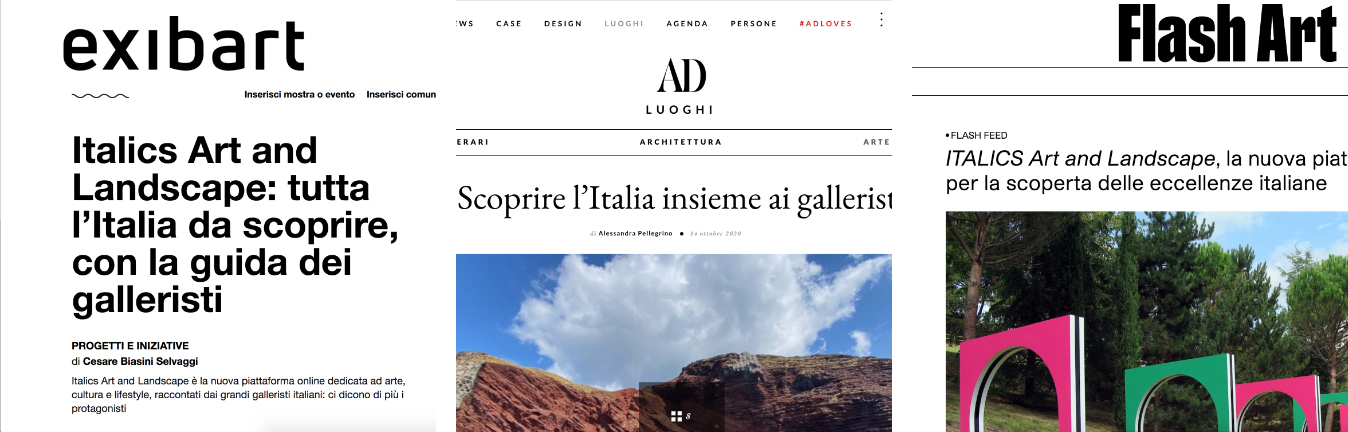 exibart
Inserisci mostra o evento Inserisci comun
Italics Art and
Landscape: tutta
l’Italia da scoprire,
con la guida dei
galleristi
PROGETTI E INIZIATIVE
di Cesare Biasini Selvaggi
Italics Art and Landscape è la nuova piattaforma online dedicata ad arte,
cultura e lifestyle, raccontati dai grandi galleristi italiani: ci dicono di più i
protagonisti
EWS CASE DESIGN LUOGHI AGENDA PERSONE #ADLOVES
AD
LUOGHI
ERARI ARCHITETTURA ARTE
Scoprire l’Italia insieme ai gallerist
di Alessandra Pellegrino • 14 ottobre 2020
8
Flash Art
•FLASH FEED
ITALICS Art and Landscape, la nuova piat
per la scoperta delle eccellenze italiane